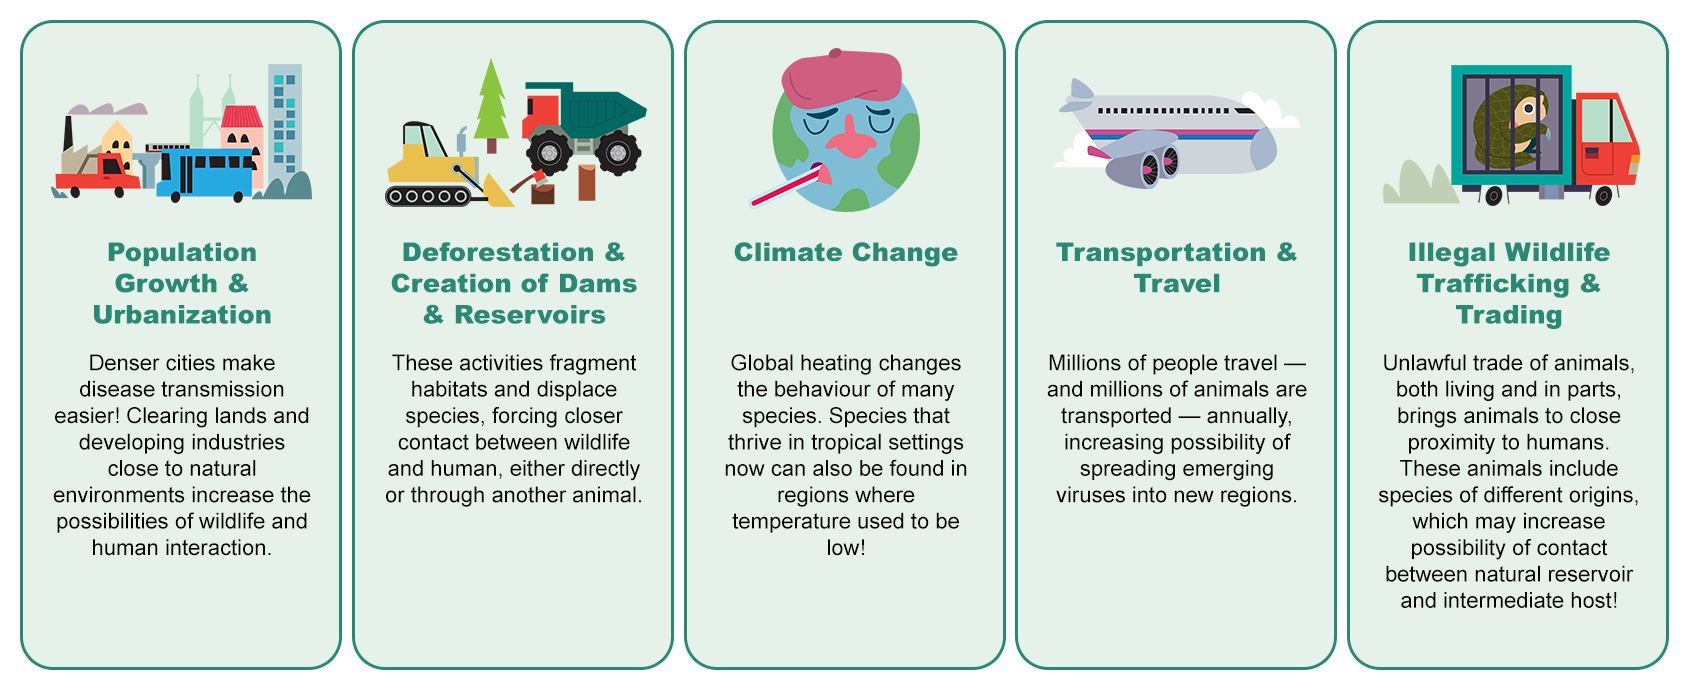 Population
Growth &
Urbanization
Denser cities make
disease transmission
easier! Clearing lands and
developing industries
close to natural
environments increase the
possibilities of wildlife and
human interaction.
Deforestation &
Creation of Dams
& Reservoirs
These activities fragment
habitats and displace
species, forcing closer
contact between wildlife
and human, either directly
or through another animal.
Climate Change
Global heating changes
the behaviour of many
species. Species that
thrive in tropical settings
now can also be found in
regions where
temperature used to be
low!
Transportation &
Travel
Millions of people travel —
and millions of animals are
transported — annually,
increasing possibility of
spreading emerging
viruses into new regions.
Illegal Wildlife
Trafficking &
Trading
Unlawful trade of animals,
both living and in parts,
brings animals to close
proximity to humans.
These animals include
species of different origins,
which may increase
possibility of contact
between natural reservoir
and intermediate host!